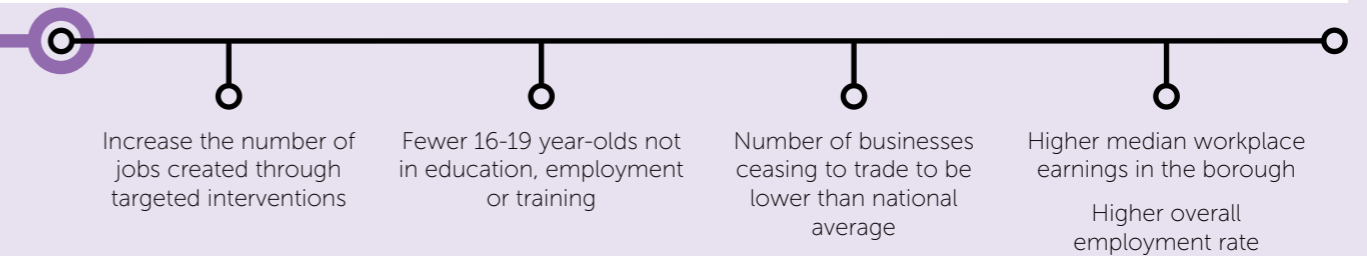 Increase the number of
jobs created through
targeted interventions
Fewer 16-19 year-olds not
in education, employment
or training
Number of businesses
ceasing to trade to be
lower than national
average
Higher median workplace
earnings in the borough
Higher overall
employment rate